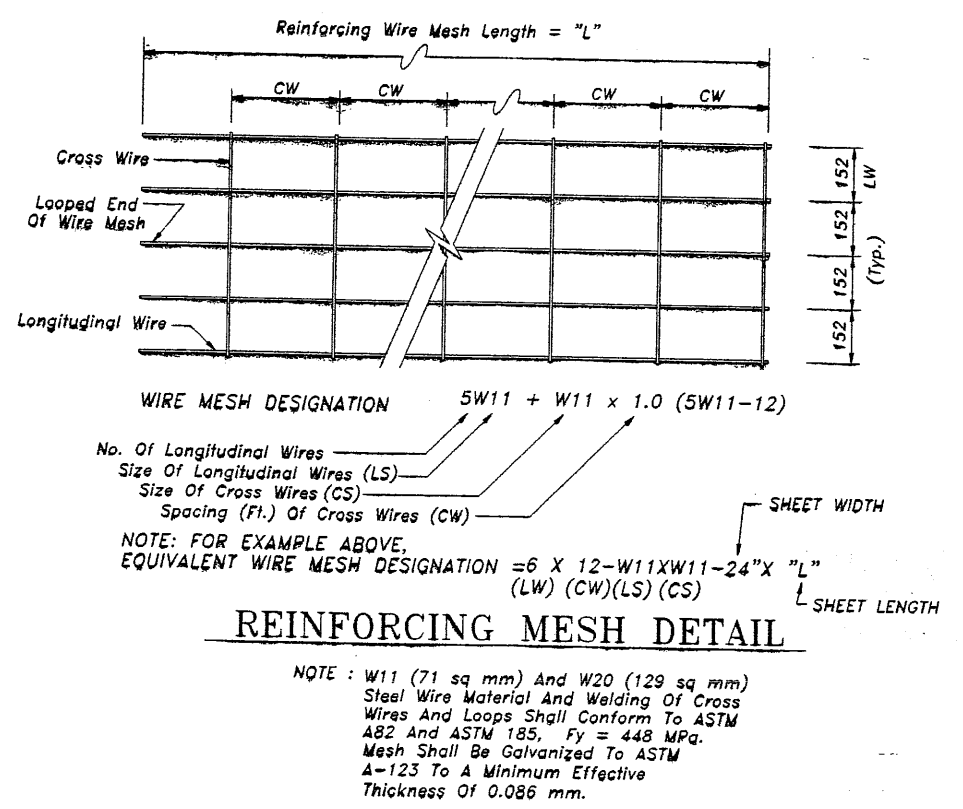 Reinforcing Wire Mesh Length = "L"
CW CW CW CW
Cross Wire
Looped End
Of Wire Mesh
Longitudinal Wire
152 LW
152
152 (Typ.)
152
WIRE MESH DESIGNATION 5W11 + W11 x 1.0 (5W11-12)
No. Of Longitudinal Wires
Size Of Longitudinal Wires (LS)
Size Of Cross Wires (CS)
Spacing (Ft.) Of Cross Wires (CW)
SHEET WIDTH
NOTE: FOR EXAMPLE ABOVE,
EQUIVALENT WIRE MESH DESIGNATION =6 X 12-W11XW11-24"X "L"
(LW) (CW)(LS) (CS)
SHEET LENGTH
REINFORCING MESH DETAIL
NOTE : W11 (71 sq mm) And W20 (129 sq mm)
Steel Wire Material And Welding Of Cross
Wires And Loops Shall Conform To ASTM
A82 And ASTM 185, Fy = 448 MPa.
Mesh Shall Be Galvanized To ASTM
A-123 To A Minimum Effective
Thickness Of 0.086 mm.